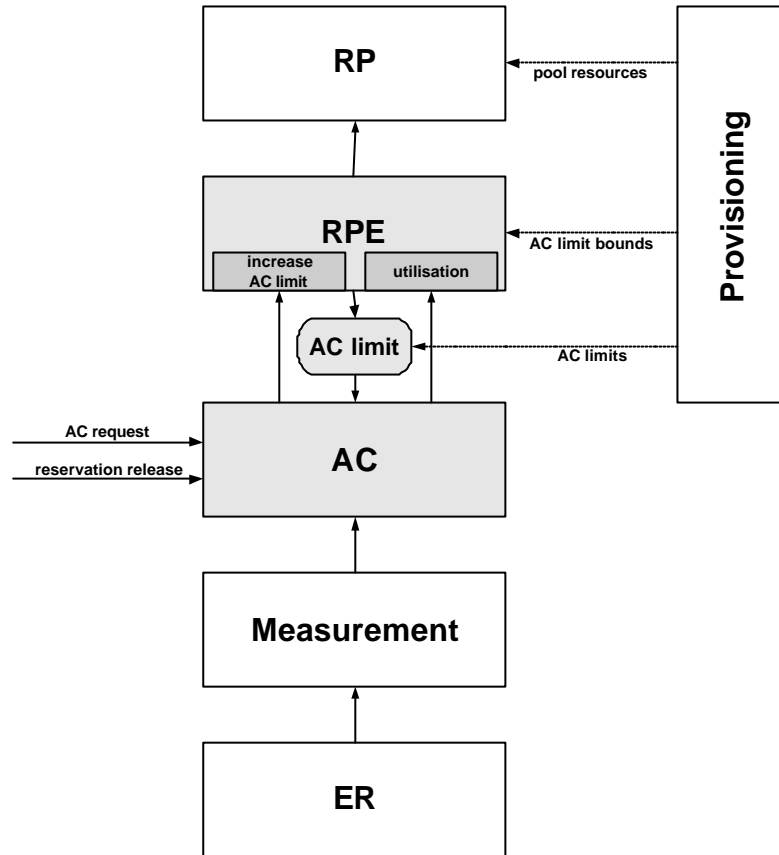 RP
pool resources
Provisioning
RPE
AC limit bounds
increase
AC limit
utilisation
AC limit
AC limits
AC request
AC
reservation release
Measurement
ER